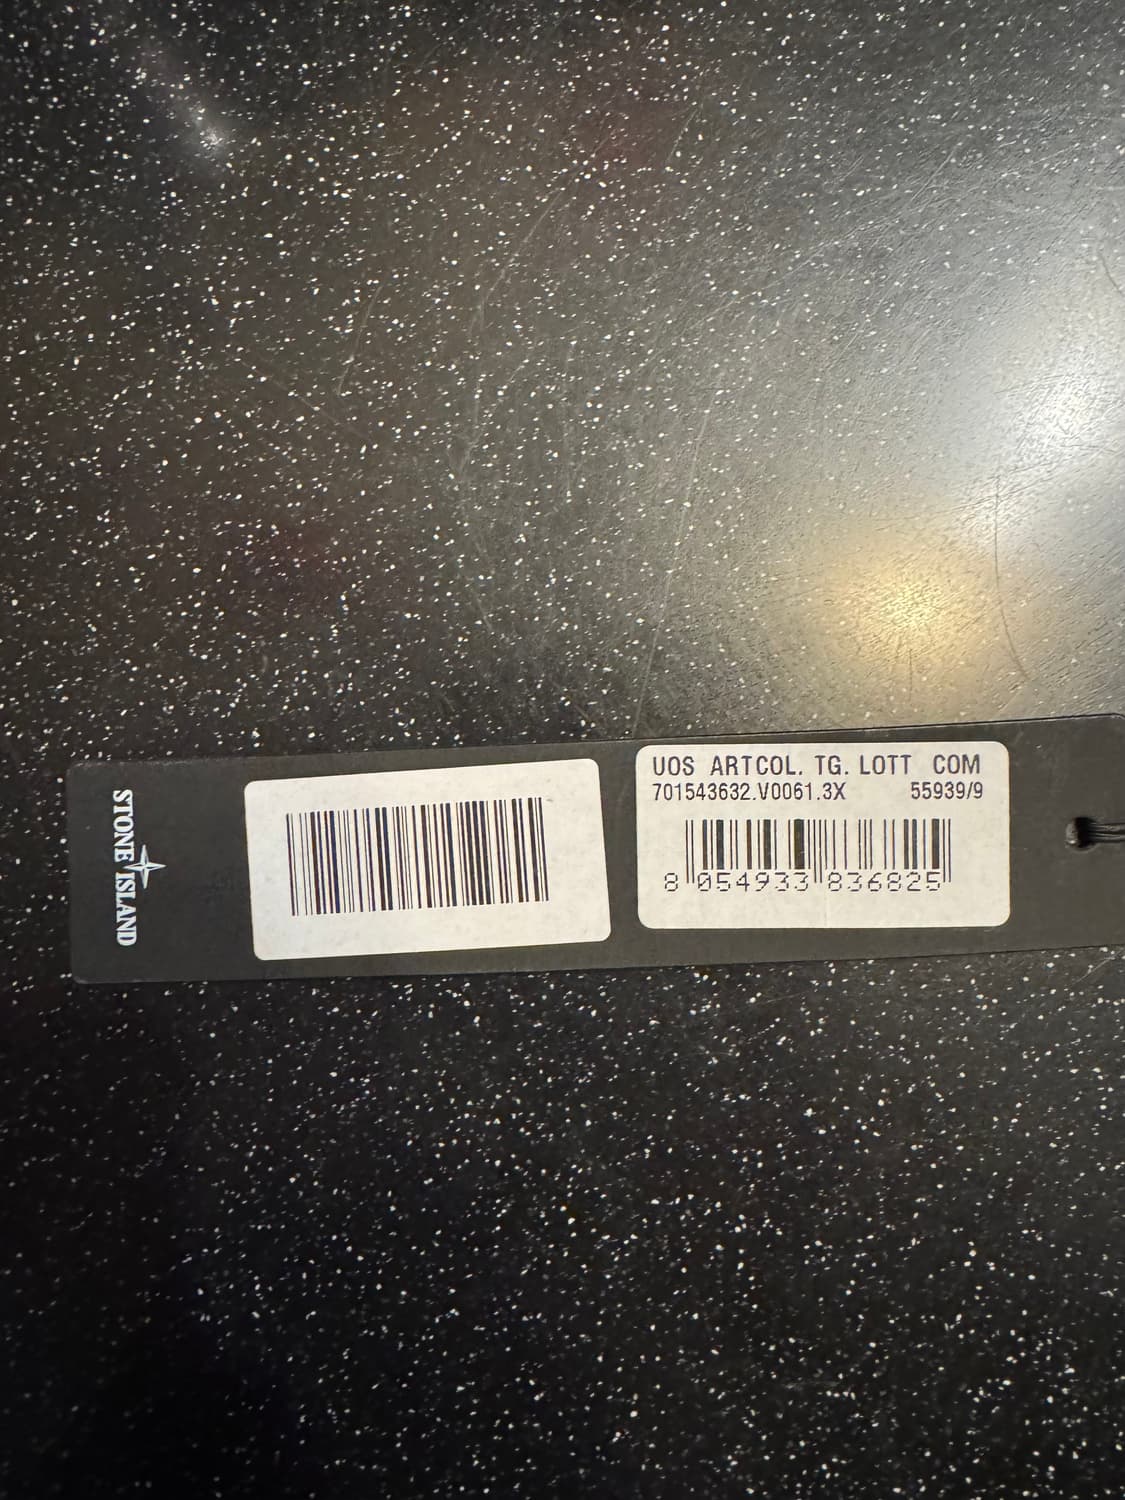 STONE ISLAND
UOS ARTCOL. TG. LOTT COM
701543632.V0061.3X 55939/9
8 054933 836825